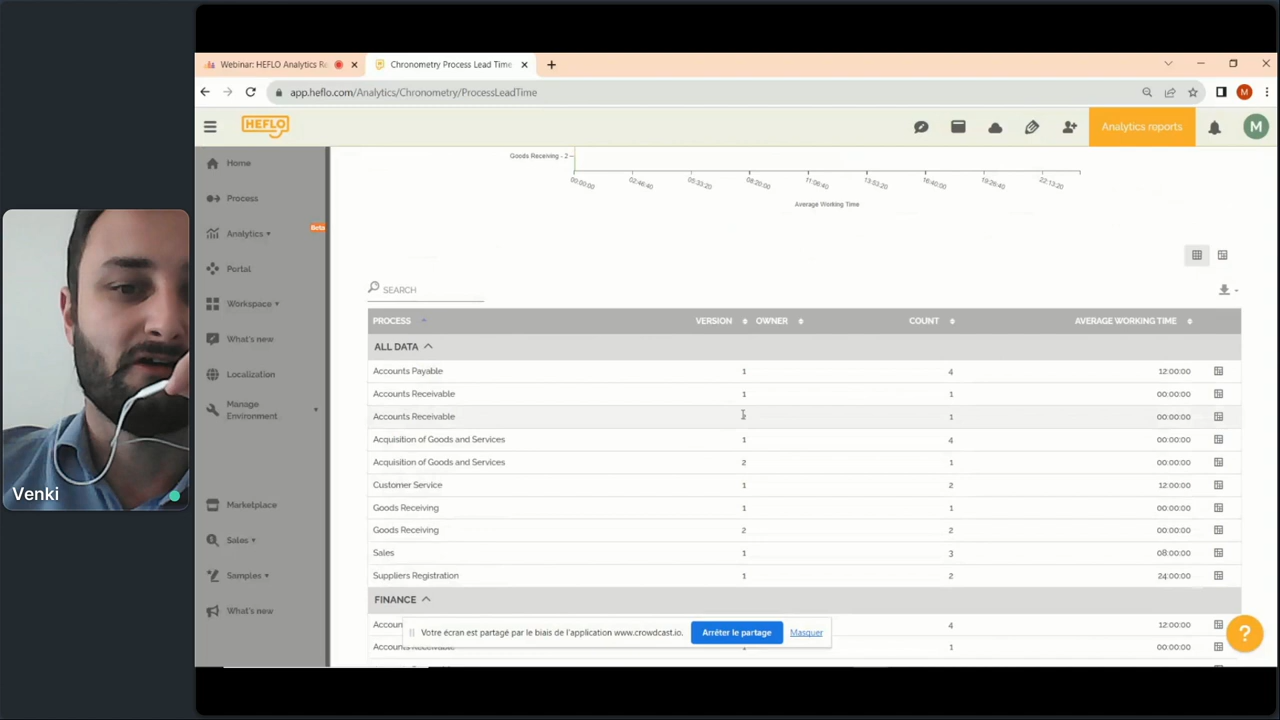 Webinar: HEFLO Analytics Re
Chronometry Process Lead Time
app.heflo.com/Analytics/Chronometry/ProcessLeadTime
M
HEFLO
Analytics reports
M
Home
Process
Analytics
Beta
Portal
Workspace
What's new
Localization
Manage
Environment
Marketplace
Sales
Samples
What's new
Venki
Goods Receiving - 2
00:00:00 02:46:40 05:33:20 08:20:00 11:06:40 13:53:20 16:40:00 19:26:40 22:13:20
Average Working Time
SEARCH
PROCESS VERSION OWNER COUNT AVERAGE WORKING TIME
ALL DATA
Accounts Payable 1 4 12:00:00
Accounts Receivable 1 1 00:00:00
Accounts Receivable 1 00:00:00
Acquisition of Goods and Services 1 4 00:00:00
Acquisition of Goods and Services 2 1 00:00:00
Customer Service 1 2 12:00:00
Goods Receiving 1 1 00:00:00
Goods Receiving 2 2 00:00:00
Sales 1 3 08:00:00
Suppliers Registration 1 2 24:00:00
FINANCE
Accoun 4 12:00:00
1 00:00:00
Votre écran est partagé par le biais de l'application www.crowdcast.io.
Arrêter le partage
Masquer
?